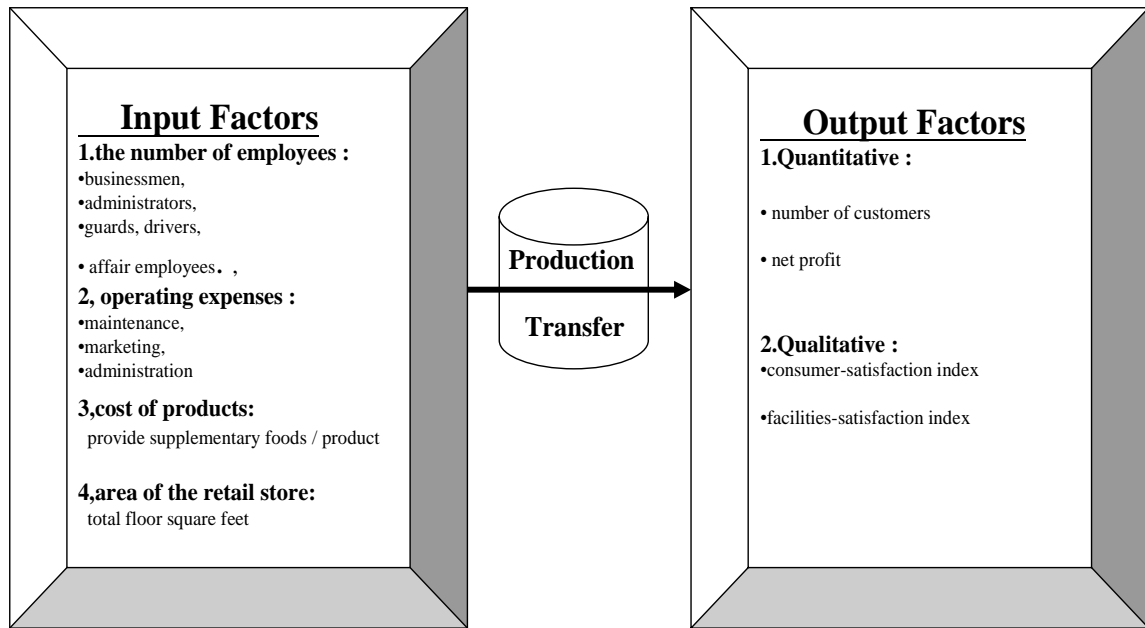 Input Factors
1.the number of employees :
•businessmen,
•administrators,
•guards, drivers,
• affair employees. ,
2, operating expenses :
•maintenance,
•marketing,
•administration
3,cost of products:
provide supplementary foods / product
4,area of the retail store:
total floor square feet
Production
Transfer
Output Factors
1.Quantitative :
• number of customers
• net profit
2.Qualitative :
•consumer-satisfaction index
•facilities-satisfaction index